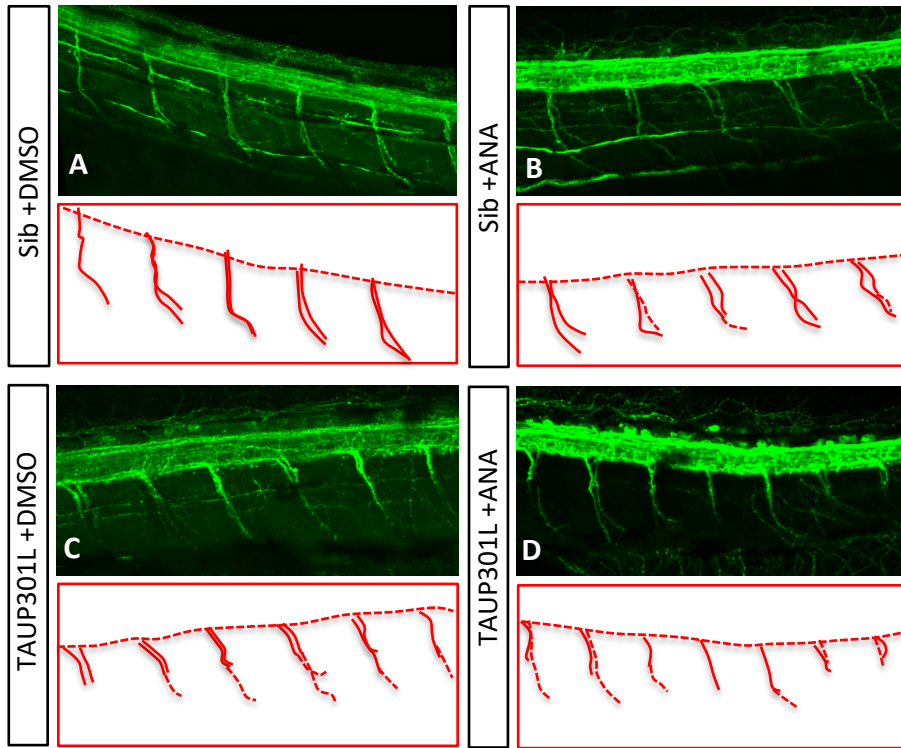 Sib +DMSO
A
Sib +ANA
B
TAUP301L +DMSO
C
TAUP301L +ANA
D